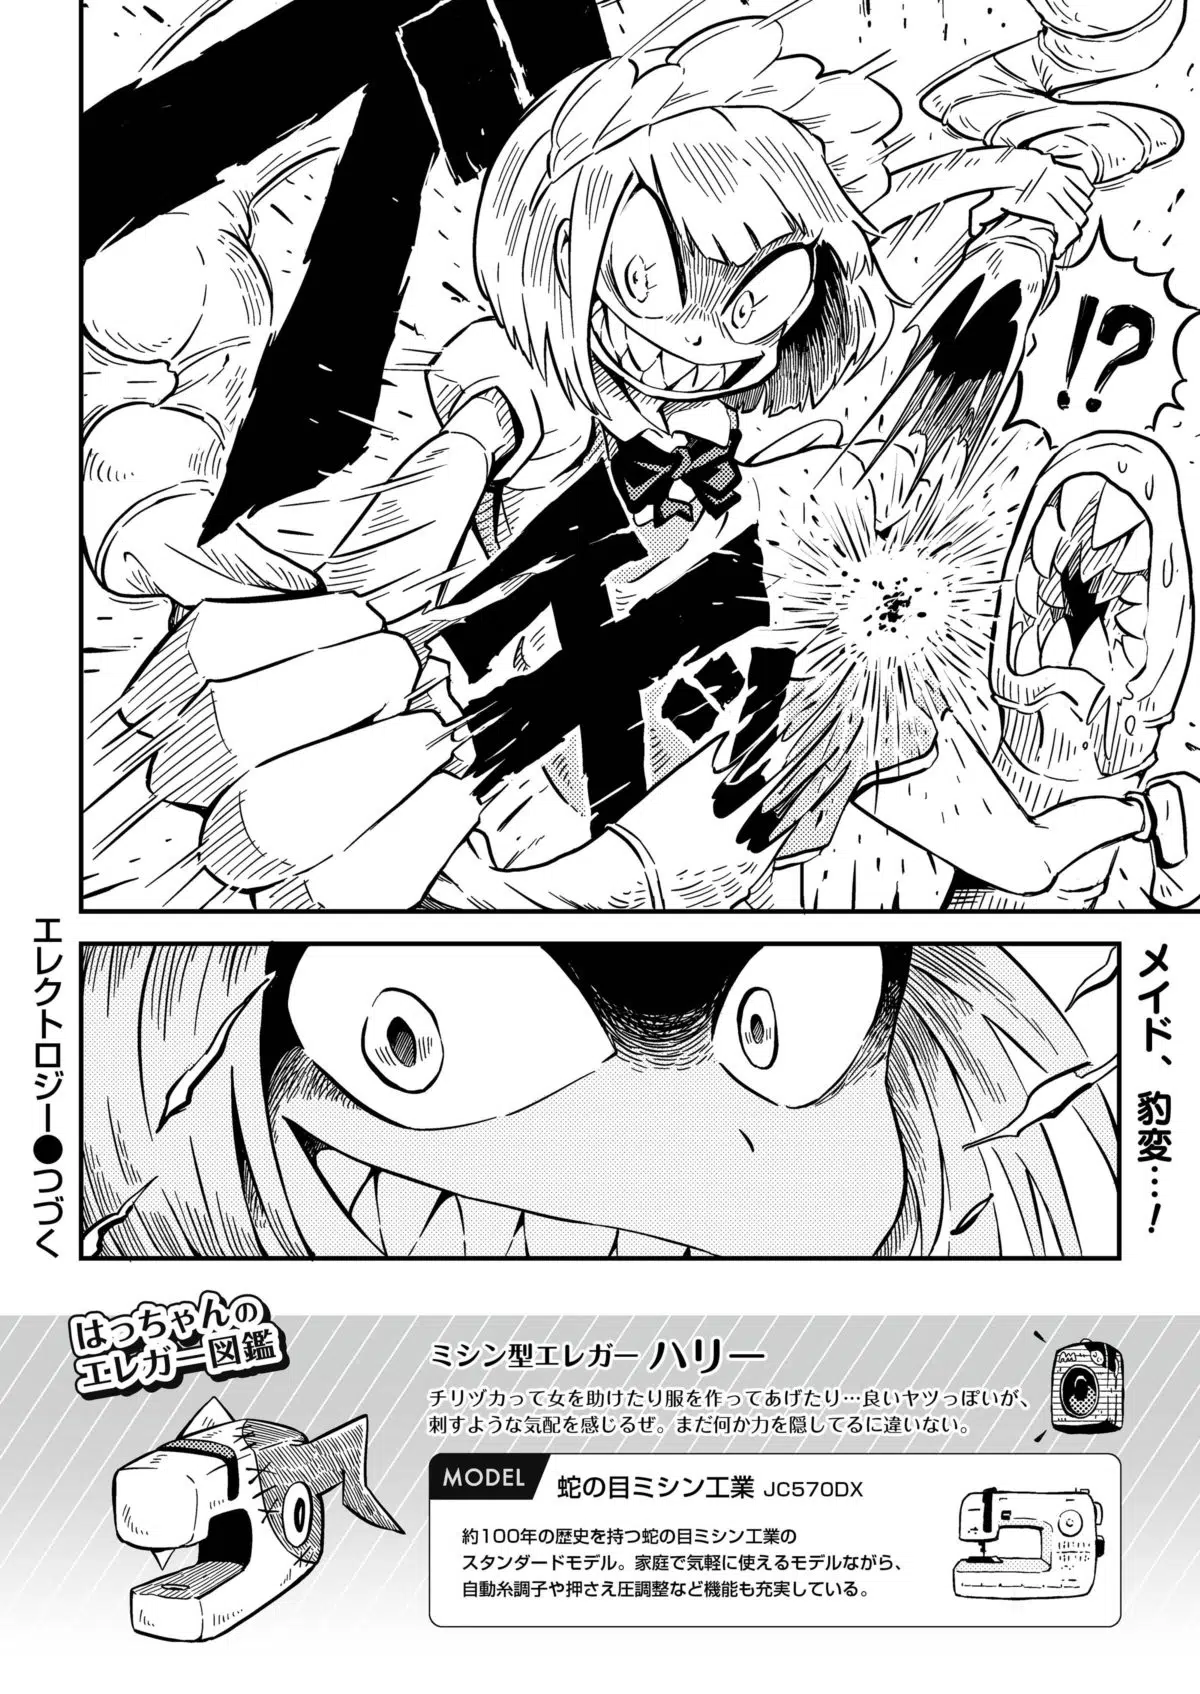 !?
メイド、豹変…!
エレクトロジー●つづく
はっちゃんの
エレガー図鑑
ミシン型エレガー ハリー
チリヅカって女を助けたり服を作ってあげたり…良いヤツっぽいが、
刺すような気配を感じるぜ。まだ何か力を隠してるに違いない。
MODEL 蛇の目ミシン工業 JC570DX
約100年の歴史を持つ蛇の目ミシン工業の
スタンダードモデル。家庭で気軽に使えるモデルながら、
自動糸調子や押さえ圧調整など機能も充実している。